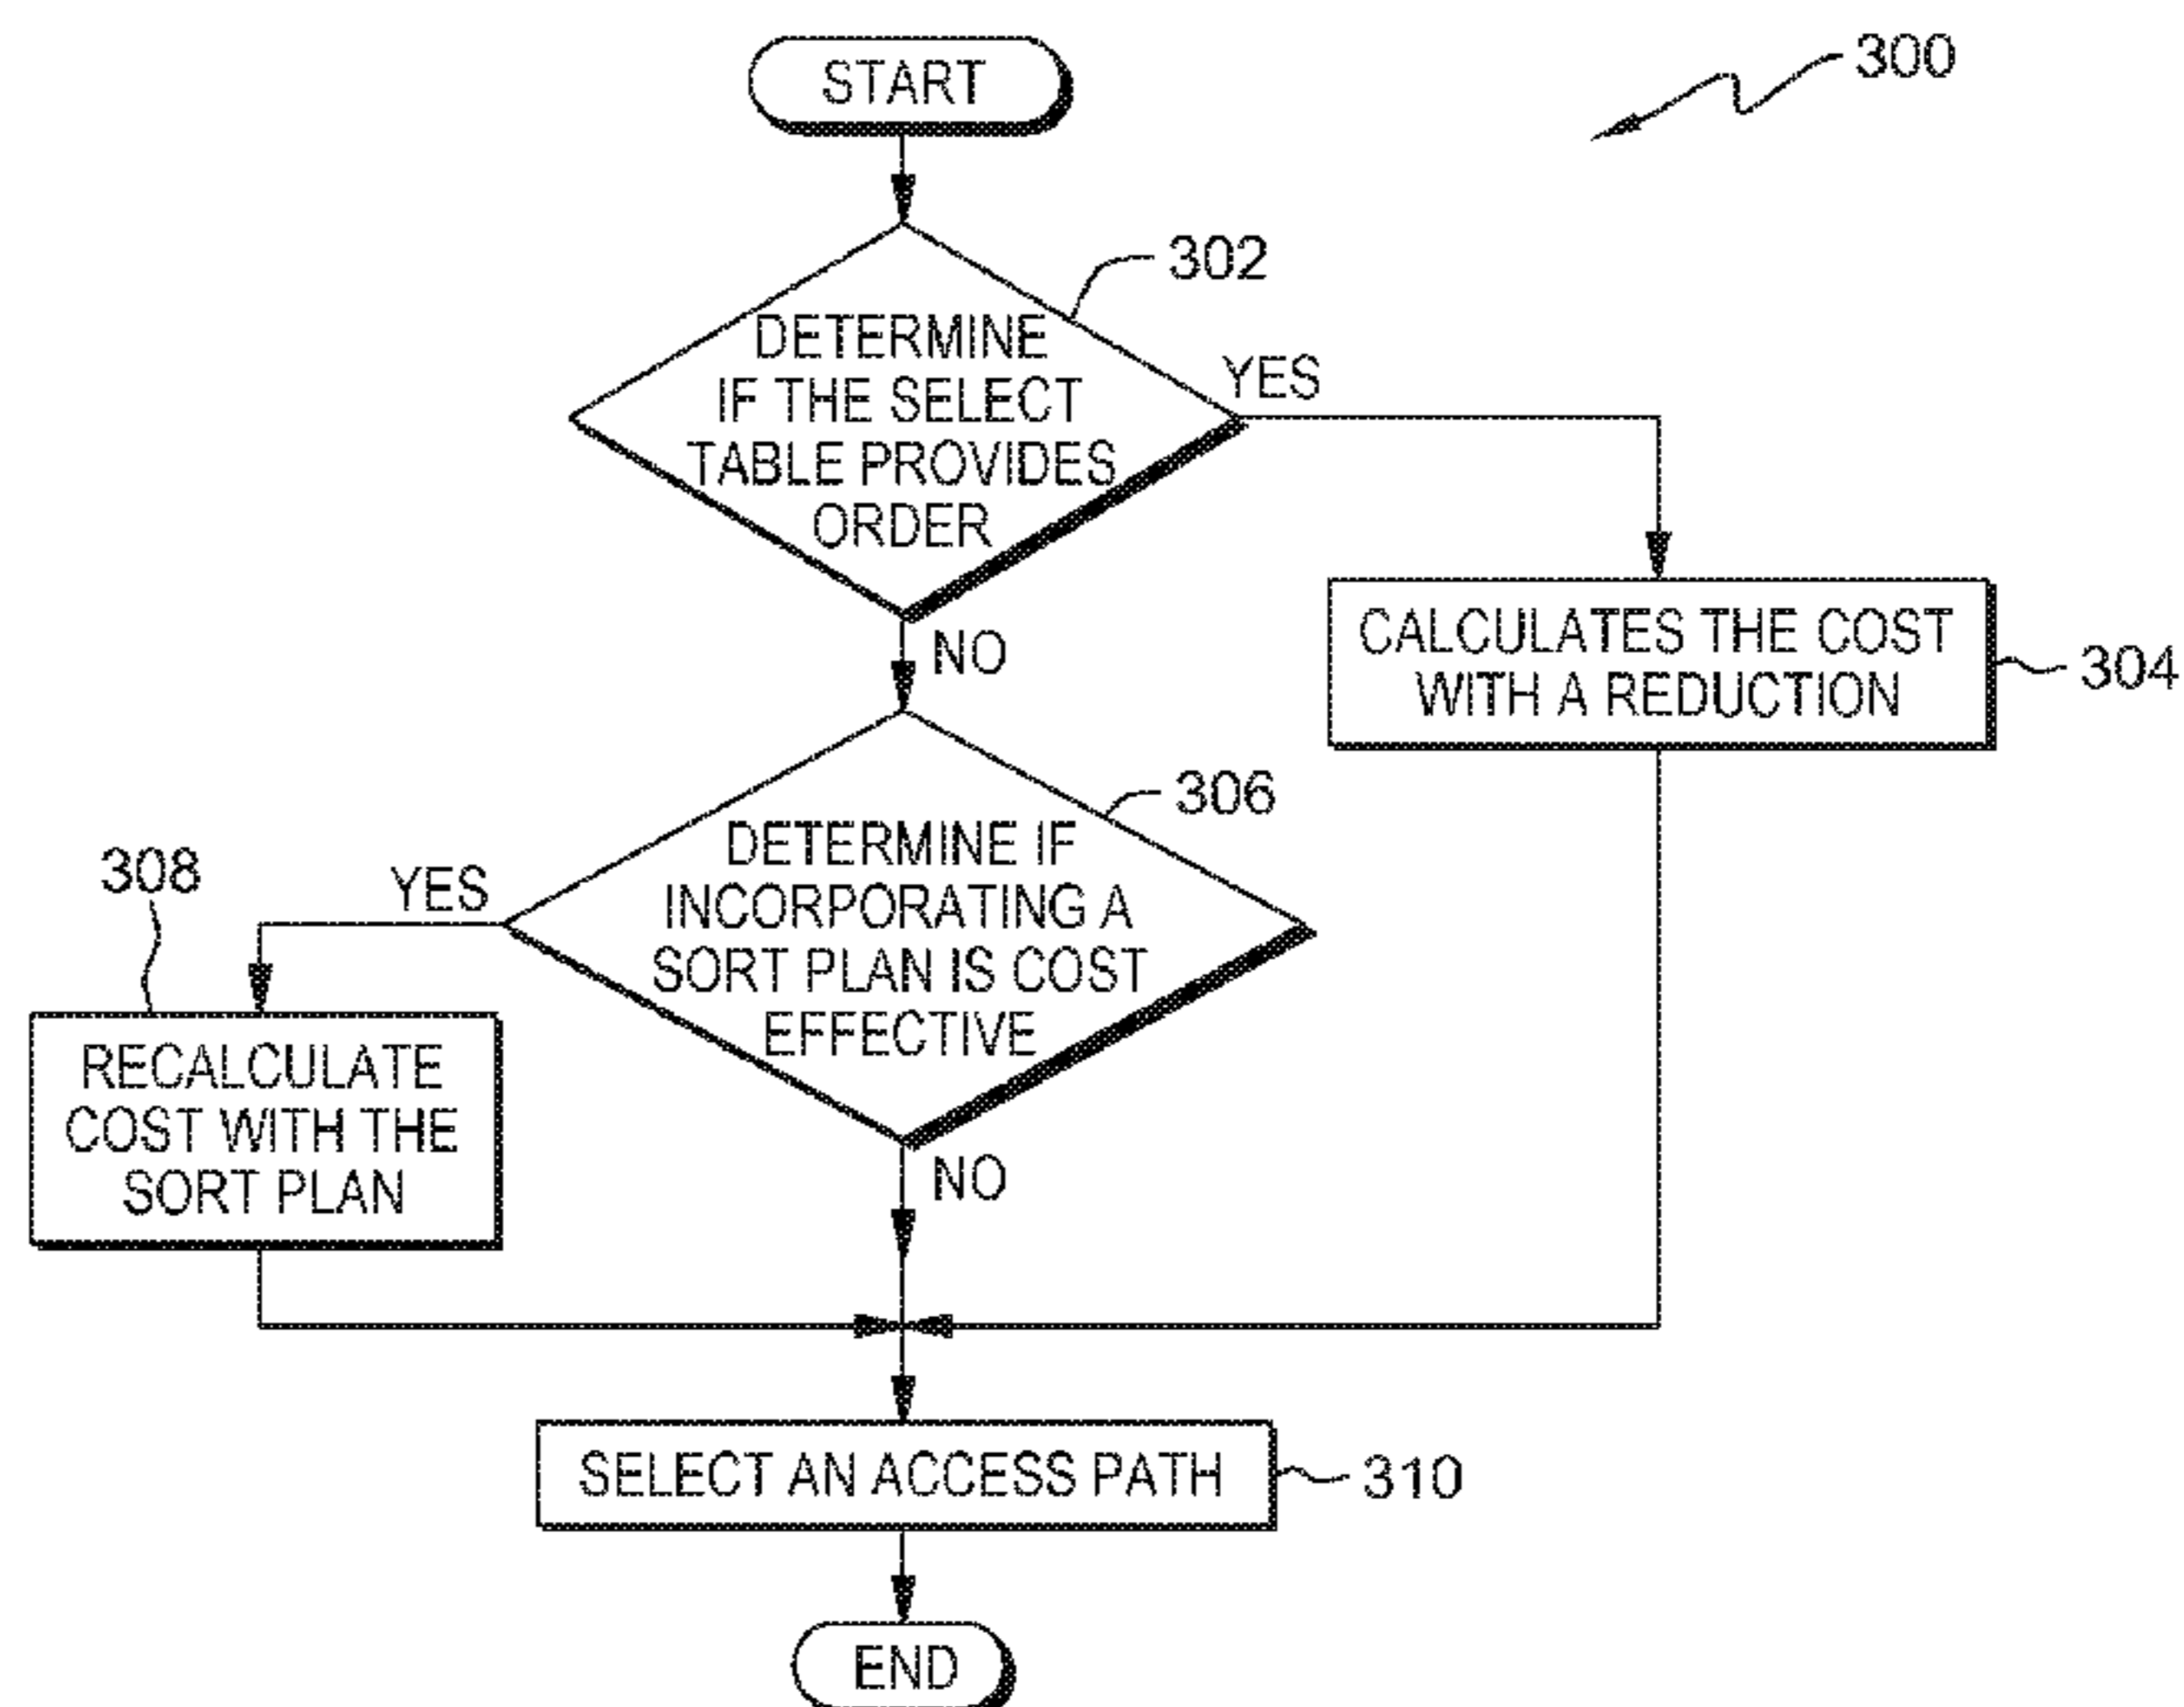 START
300
302
DETERMINE
IF THE SELECT
TABLE PROVIDES
ORDER
YES
NO
CALCULATES THE COST
WITH A REDUCTION
304
306
DETERMINE IF
INCORPORATING A
SORT PLAN IS COST
EFFECTIVE
YES
308
NO
RECALCULATE
COST WITH THE
SORT PLAN
SELECT AN ACCESS PATH
310
END